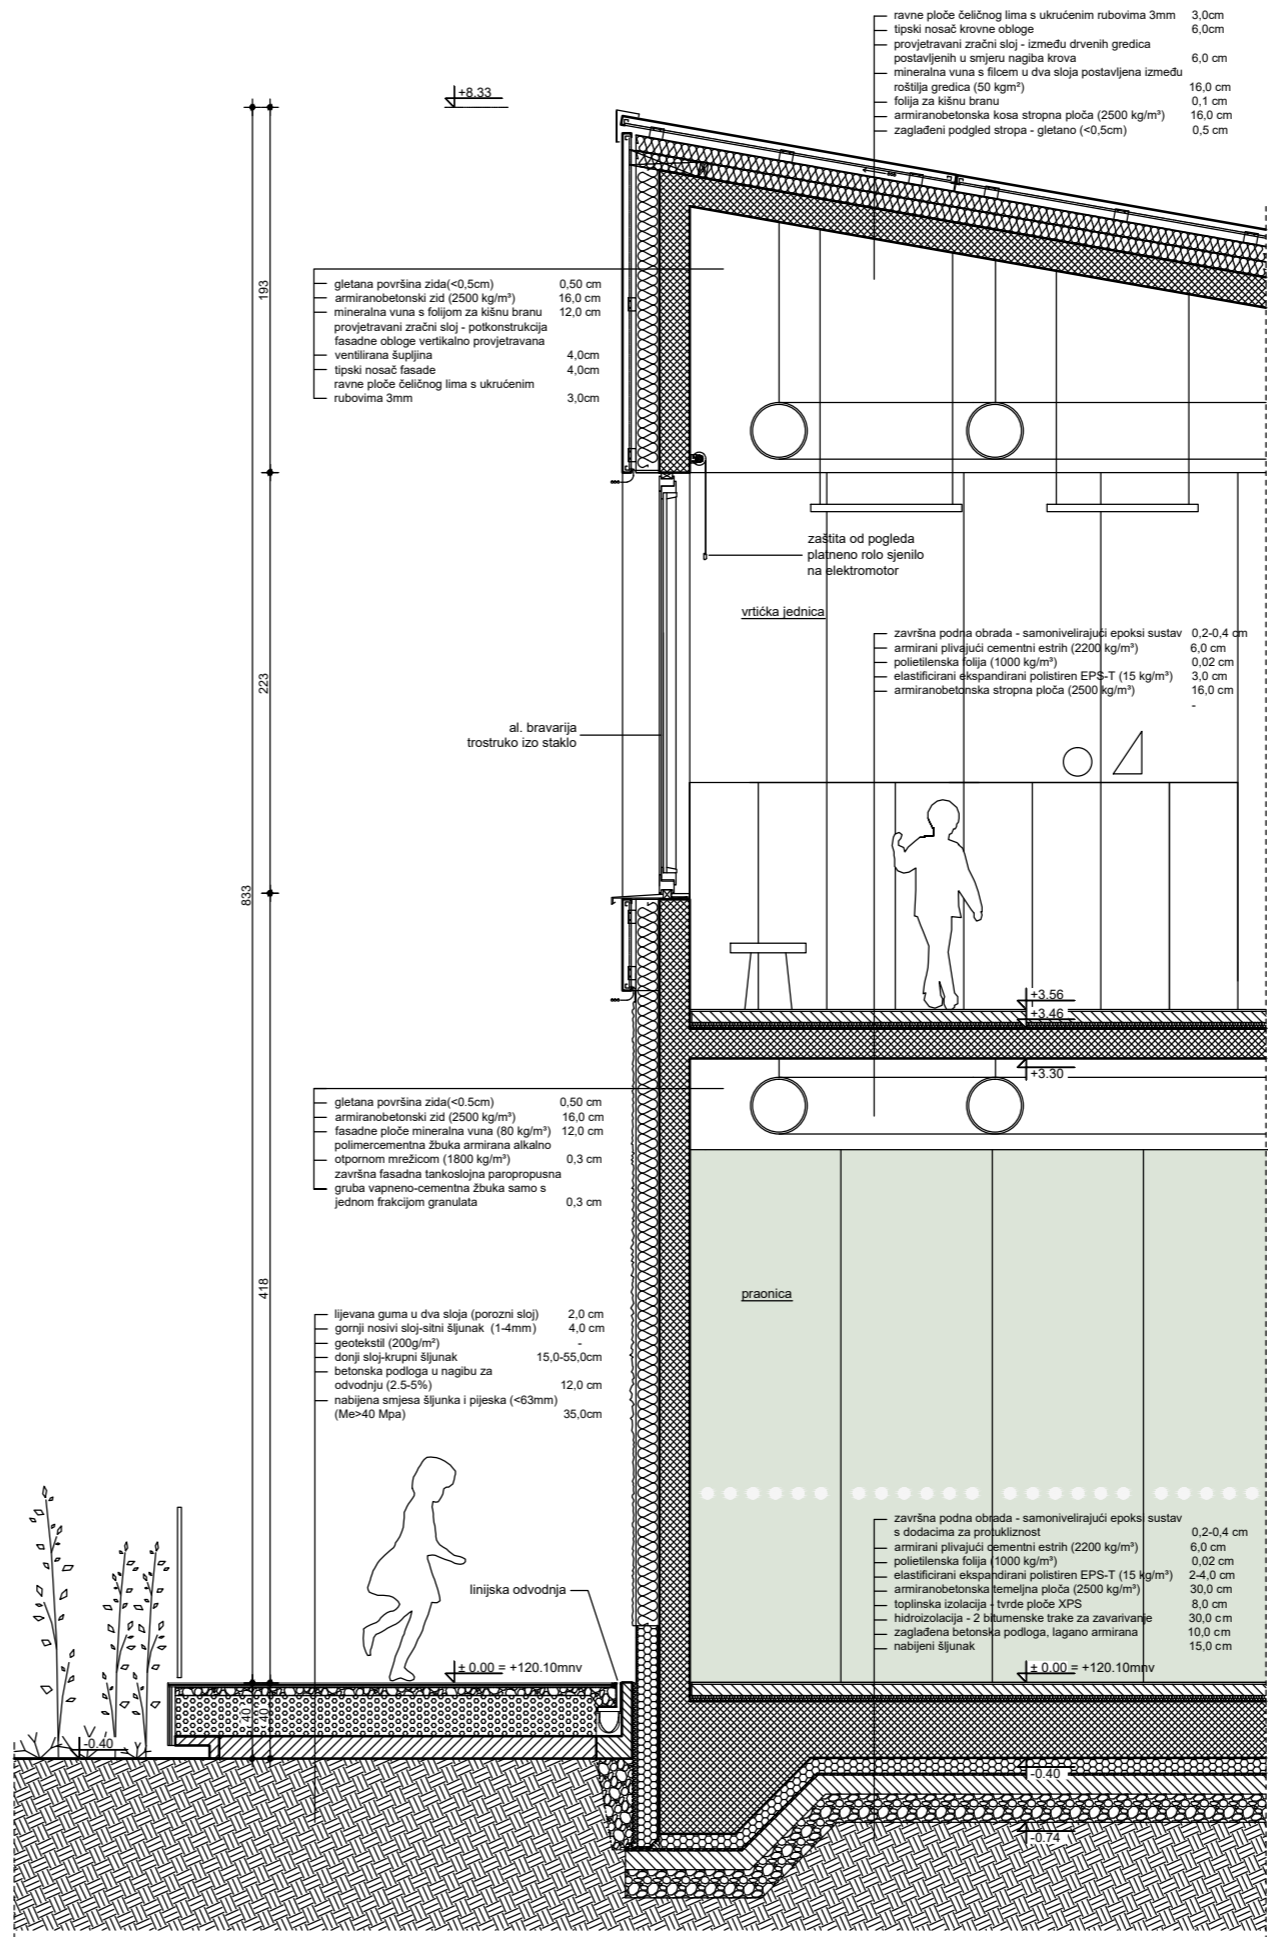 ravne ploče čeličnog lima s ukrućenim rubovima 3mm 3,0cm
tipski nosač krovne obloge 6,0cm
provjetravani zračni sloj - između drvenih gredica
postavljenih u smjeru nagiba krova 6,0 cm
mineralna vuna s filcem u dva sloja postavljena između
roštilja gredica (50 kgm²) 16,0 cm
folija za kišnu branu 0,1 cm
armiranobetonska kosa stropna ploča (2500 kg/m³) 16,0 cm
zaglađeni podgled stropa - gletano (<0,5cm) 0,5 cm
+8.33
193
gletana površina zida(<0,5cm) 0,50 cm
armiranobetonski zid (2500 kg/m³) 16,0 cm
mineralna vuna s folijom za kišnu branu 12,0 cm
provjetravani zračni sloj - potkonstrukcija
fasadne obloge vertikalno provjetravana
ventilirana šupljina 4,0cm
tipski nosač fasade 4,0cm
ravne ploče čeličnog lima s ukrućenim
rubovima 3mm 3,0cm
zaštita od pogleda
platneno rolo sjenilo
na elektromotor
vrtićka jednica
završna podna obrada - samonivelirajući epoksi sustav 0,2-0,4 cm
armirani plivajući cementni estrih (2200 kg/m³) 6,0 cm
polietilenska folija (1000 kg/m³) 0,02 cm
elastificirani ekspandirani polistiren EPS-T (15 kg/m³) 3,0 cm
armiranobetonska stropna ploča (2500 kg/m³) 16,0 cm
-
223
al. bravarija
trostruko izo staklo
833
+3.56
+3.46
+3.30
gletana površina zida(<0.5cm) 0,50 cm
armiranobetonski zid (2500 kg/m³) 16,0 cm
fasadne ploče mineralna vuna (80 kg/m³) 12,0 cm
polimercementna žbuka armirana alkalno
otpornom mrežicom (1800 kg/m³) 0,3 cm
završna fasadna tankoslojna paropropusna
gruba vapneno-cementna žbuka samo s
jednom frakcijom granulata 0,3 cm
418
praonica
lijevana guma u dva sloja (porozni sloj) 2,0 cm
gornji nosivi sloj-sitni šljunak (1-4mm) 4,0 cm
geotekstil (200g/m²) -
donji sloj-krupni šljunak 15,0-55,0cm
betonska podloga u nagibu za
odvodnju (2.5-5%) 12,0 cm
nabijena smjesa šljunka i pijeska (<63mm)
(Me>40 Mpa) 35,0cm
završna podna obrada - samonivelirajući epoksi sustav
s dodacima za protukliznost 0,2-0,4 cm
armirani plivajući cementni estrih (2200 kg/m³) 6,0 cm
polietilenska folija (1000 kg/m³) 0,02 cm
elastificirani ekspandirani polistiren EPS-T (15 kg/m³) 2-4,0 cm
armiranobetonska temeljna ploča (2500 kg/m³) 30,0 cm
toplinska izolacija - tvrde ploče XPS 8,0 cm
hidroizolacija - 2 bitumenske trake za zavarivanje 30,0 cm
zaglađena betonska podloga, lagano armirana 10,0 cm
nabijeni šljunak 15,0 cm
linijska odvodnja
± 0.00 = +120.10mnv
± 0.00 = +120.10mnv
40
40
-0.40
-0.40
-0.74